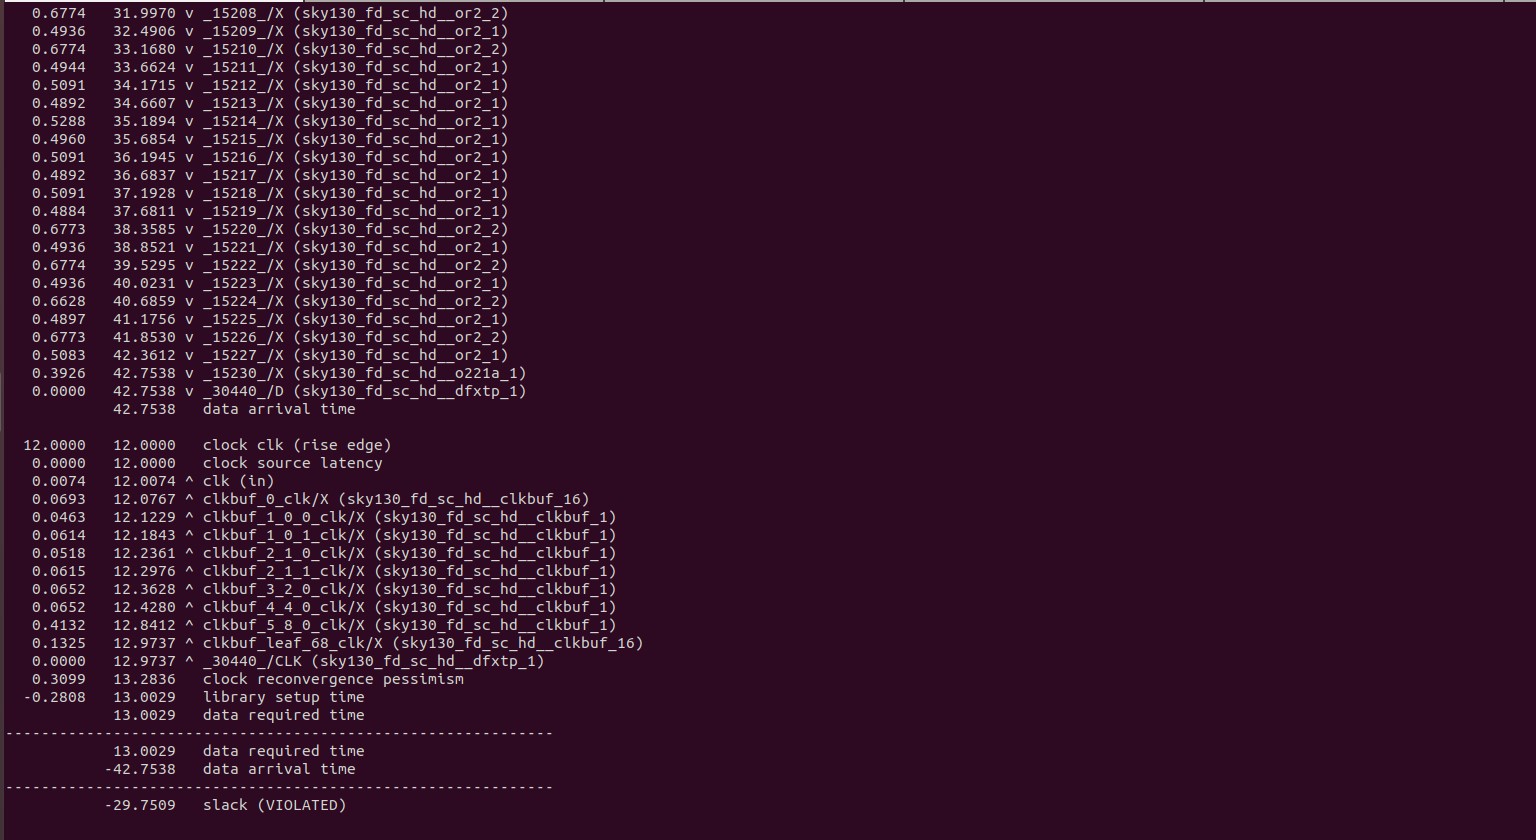 0.6774   31.9970 v _15208_/X (sky130_fd_sc_hd__or2_2)
0.4936   32.4906 v _15209_/X (sky130_fd_sc_hd__or2_1)
0.6774   33.1680 v _15210_/X (sky130_fd_sc_hd__or2_2)
0.4944   33.6624 v _15211_/X (sky130_fd_sc_hd__or2_1)
0.5091   34.1715 v _15212_/X (sky130_fd_sc_hd__or2_1)
0.4892   34.6607 v _15213_/X (sky130_fd_sc_hd__or2_1)
0.5288   35.1894 v _15214_/X (sky130_fd_sc_hd__or2_1)
0.4960   35.6854 v _15215_/X (sky130_fd_sc_hd__or2_1)
0.5091   36.1945 v _15216_/X (sky130_fd_sc_hd__or2_1)
0.4892   36.6837 v _15217_/X (sky130_fd_sc_hd__or2_1)
0.5091   37.1928 v _15218_/X (sky130_fd_sc_hd__or2_1)
0.4884   37.6811 v _15219_/X (sky130_fd_sc_hd__or2_1)
0.6773   38.3585 v _15220_/X (sky130_fd_sc_hd__or2_2)
0.4936   38.8521 v _15221_/X (sky130_fd_sc_hd__or2_1)
0.6774   39.5295 v _15222_/X (sky130_fd_sc_hd__or2_2)
0.4936   40.0231 v _15223_/X (sky130_fd_sc_hd__or2_1)
0.6628   40.6859 v _15224_/X (sky130_fd_sc_hd__or2_2)
0.4897   41.1756 v _15225_/X (sky130_fd_sc_hd__or2_1)
0.6773   41.8530 v _15226_/X (sky130_fd_sc_hd__or2_2)
0.5083   42.3612 v _15227_/X (sky130_fd_sc_hd__or2_1)
0.3926   42.7538 v _15230_/X (sky130_fd_sc_hd__o221a_1)
0.0000   42.7538 v _30440_/D (sky130_fd_sc_hd__dfxtp_1)
42.7538   data arrival time
12.0000   12.0000   clock clk (rise edge)
0.0000   12.0000   clock source latency
0.0074   12.0074 ^ clk (in)
0.0693   12.0767 ^ clkbuf_0_clk/X (sky130_fd_sc_hd__clkbuf_16)
0.0463   12.1229 ^ clkbuf_1_0_0_clk/X (sky130_fd_sc_hd__clkbuf_1)
0.0614   12.1843 ^ clkbuf_1_0_1_clk/X (sky130_fd_sc_hd__clkbuf_1)
0.0518   12.2361 ^ clkbuf_2_1_0_clk/X (sky130_fd_sc_hd__clkbuf_1)
0.0615   12.2976 ^ clkbuf_2_1_1_clk/X (sky130_fd_sc_hd__clkbuf_1)
0.0652   12.3628 ^ clkbuf_3_2_0_clk/X (sky130_fd_sc_hd__clkbuf_1)
0.0652   12.4280 ^ clkbuf_4_4_0_clk/X (sky130_fd_sc_hd__clkbuf_1)
0.4132   12.8412 ^ clkbuf_5_8_0_clk/X (sky130_fd_sc_hd__clkbuf_1)
0.1325   12.9737 ^ clkbuf_leaf_68_clk/X (sky130_fd_sc_hd__clkbuf_16)
0.0000   12.9737 ^ _30440_/CLK (sky130_fd_sc_hd__dfxtp_1)
0.3099   13.2836   clock reconvergence pessimism
-0.2808   13.0029   library setup time
13.0029   data required time
-------------------------------------------------------------
13.0029   data required time
-42.7538   data arrival time
-------------------------------------------------------------
-29.7509   slack (VIOLATED)